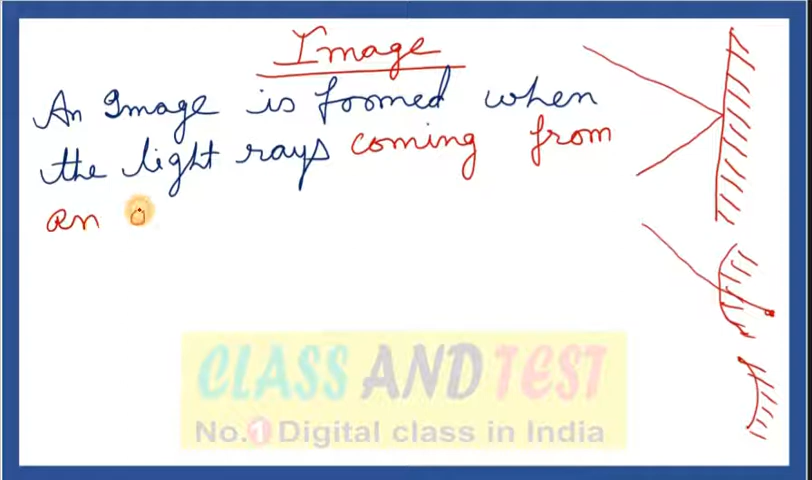 Image
An Image is formed when
the light rays coming from
an o
CLASS AND TEST
No.1 Digital class in India